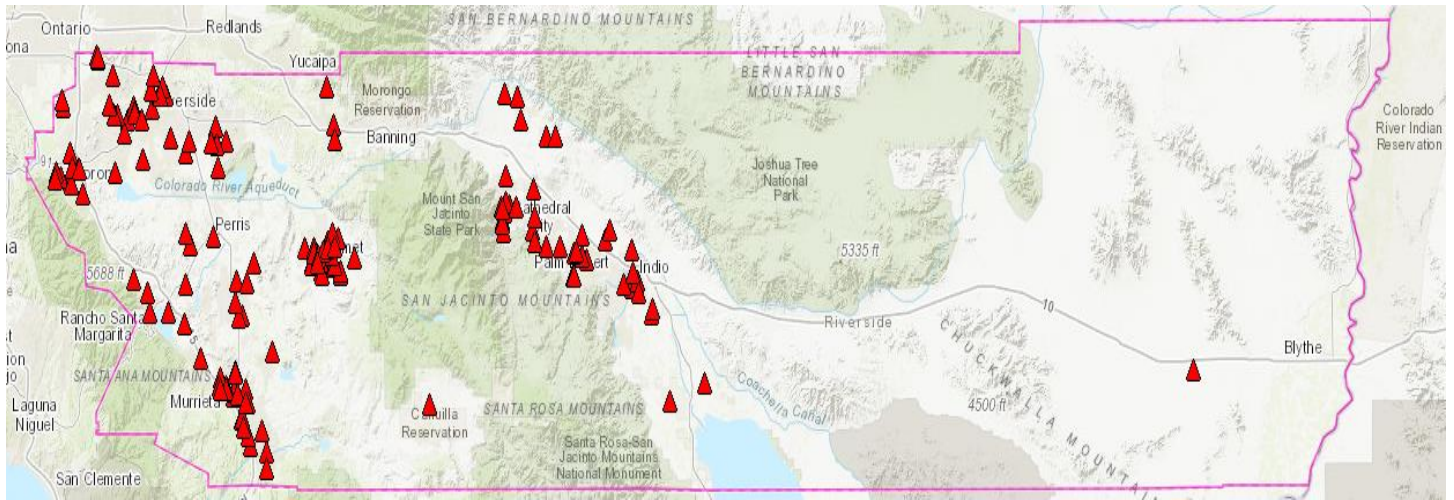 Ontario
Redlands
SAN BERNARDINO MOUNTAINS
Yucaipa
LITTLE SAN
BERNARDINO
MOUNTAINS
Morongo
Reservation
Banning
Colorado
River Indian
Reservation
91
Colorado River Aqueduct
Joshua Tree
National
Park
Mount San
Jacinto
State Park
Perris
5688 ft
5335 ft
Indio
SAN JACINTO MOUNTAINS
10
Rancho Santa
Margarita
Riverside
CHUCKWALLA MOUNTAIN
Blythe
SANTA ANA MOUNTAINS
Murrieta
Laguna
Niguel
Reservation
SANTA ROSA MOUNTAINS
Coachella Canal
4500 ft
Santa Rosa-San
Jacinto Mountains
National Monument
San Clemente